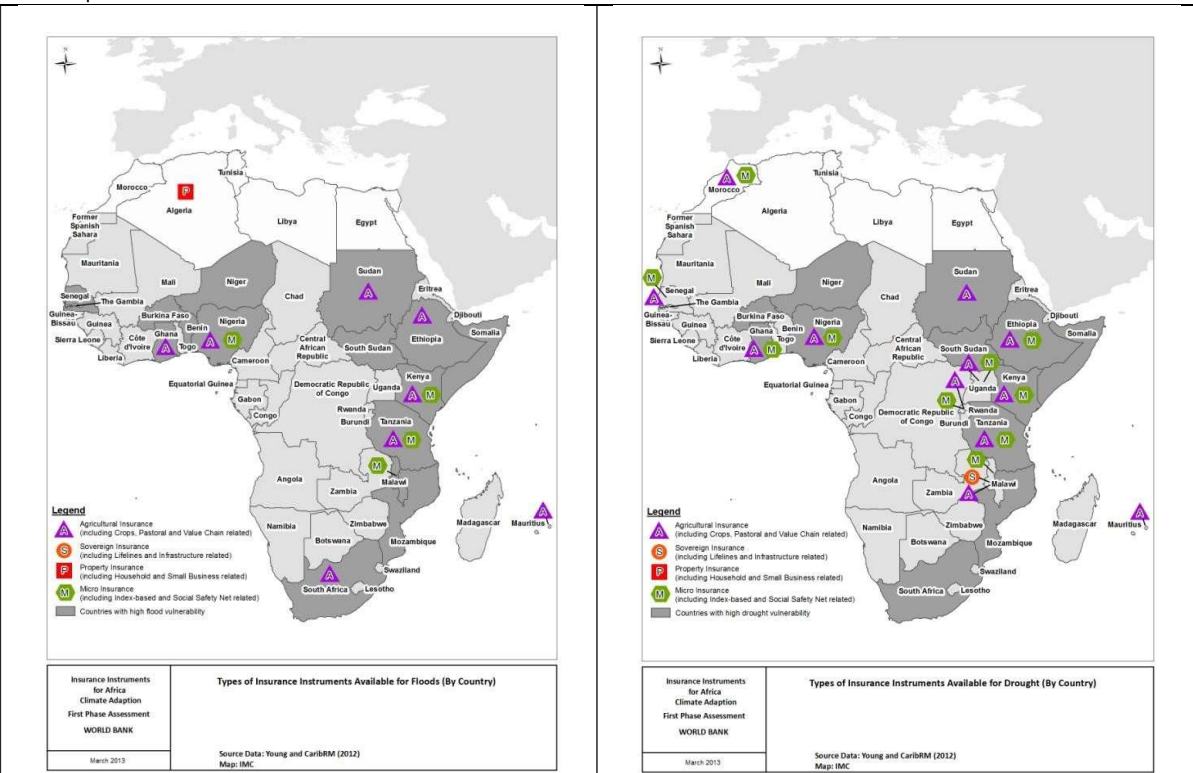 N
Tunisia
Morocco
P
Algeria
Libya
Egypt
Former
Spanish
Sahara
Mauritania
Mali
Niger
Chad
Sudan
A
Eritrea
Senegal
The Gambia
Guinea-
Bissau
Guinea
Sierra Leone
Liberia
Côte
d'Ivoire
Burkina Faso
Ghana
A
Togo
Benin
Nigeria
A M
Cameroon
Central
African
Republic
South Sudan
A
Ethiopia
Djibouti
Somalia
Equatorial Guinea
Gabon
Congo
Democratic Republic
of Congo
Uganda
Kenya
A M
Rwanda
Burundi
Tanzania
A M
M
Malawi
Angola
Zambia
Namibia
Zimbabwe
Botswana
Mozambique
Madagascar
A
Mauritius
Swaziland
A
South Africa
Lesotho
Legend
A Agricultural Insurance
(including Crops, Pastoral and Value Chain related)
S Sovereign Insurance
(including Lifelines and Infrastructure related)
P Property Insurance
(including Household and Small Business related)
M Micro Insurance
(including Index-based and Social Safety Net related)
Countries with high flood vulnerability
Insurance Instruments
for Africa
Climate Adaption
First Phase Assessment
WORLD BANK
March 2013
Types of Insurance Instruments Available for Floods (By Country)
Source Data: Young and CaribRM (2012)
Map: IMC
N
Tunisia
A M
Morocco
Algeria
Libya
Egypt
Former
Spanish
Sahara
Mauritania
Mali
Niger
Chad
Sudan
A
Eritrea
M
A
Senegal
The Gambia
Guinea-
Bissau
Guinea
Sierra Leone
Liberia
Côte
d'Ivoire
Burkina Faso
Ghana
A M
Togo
Benin
Nigeria
A M
Cameroon
Central
African
Republic
South Sudan
Ethiopia
A M
Djibouti
Somalia
Equatorial Guinea
Gabon
Congo
Democratic Republic
of Congo
A M
Uganda
Kenya
A M
A
M
Rwanda
Burundi
Tanzania
A M
M
S
A
Malawi
Angola
Zambia
Namibia
Zimbabwe
Botswana
Mozambique
Madagascar
A
Mauritius
Swaziland
South Africa
Lesotho
Legend
A Agricultural Insurance
(including Crops, Pastoral and Value Chain related)
S Sovereign Insurance
(including Lifelines and Infrastructure related)
P Property Insurance
(including Household and Small Business related)
M Micro Insurance
(including Index-based and Social Safety Net related)
Countries with high drought vulnerability
Insurance Instruments
for Africa
Climate Adaption
First Phase Assessment
WORLD BANK
March 2013
Types of Insurance Instruments Available for Drought (By Country)
Source Data: Young and CaribRM (2012)
Map: IMC